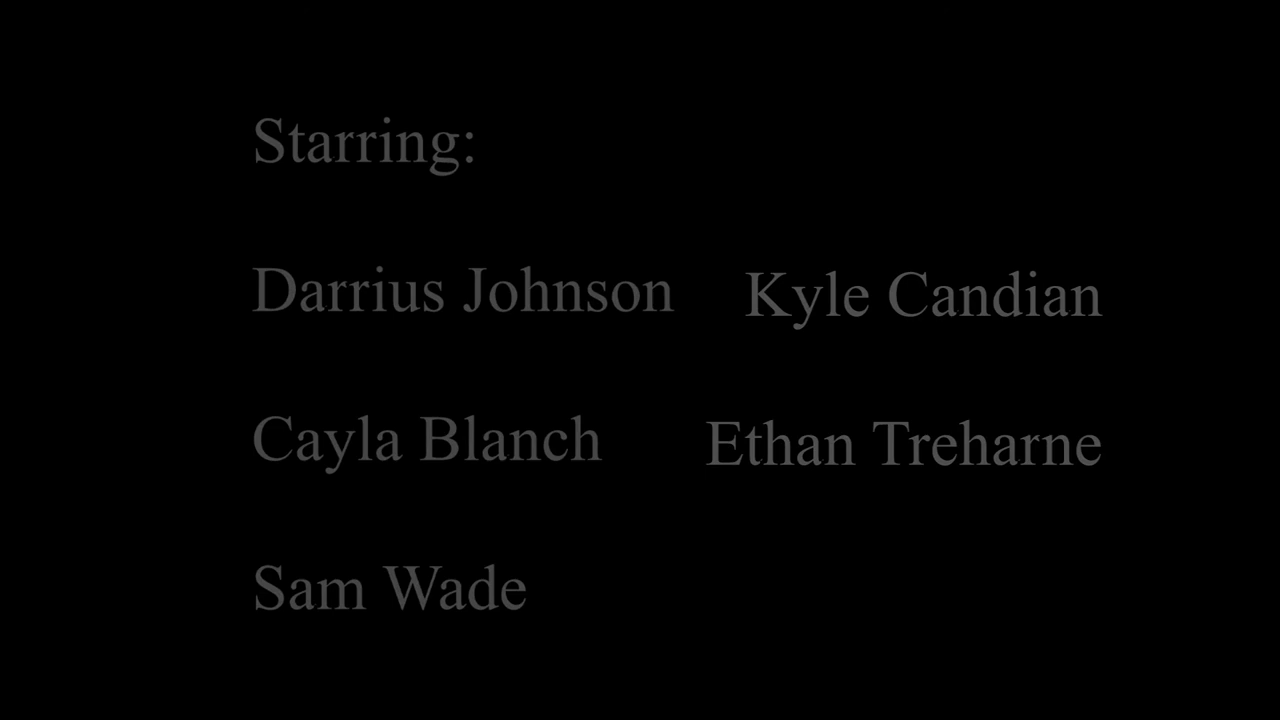 Starring:
Darrius Johnson
Kyle Candian
Cayla Blanch
Ethan Treharne
Sam Wade